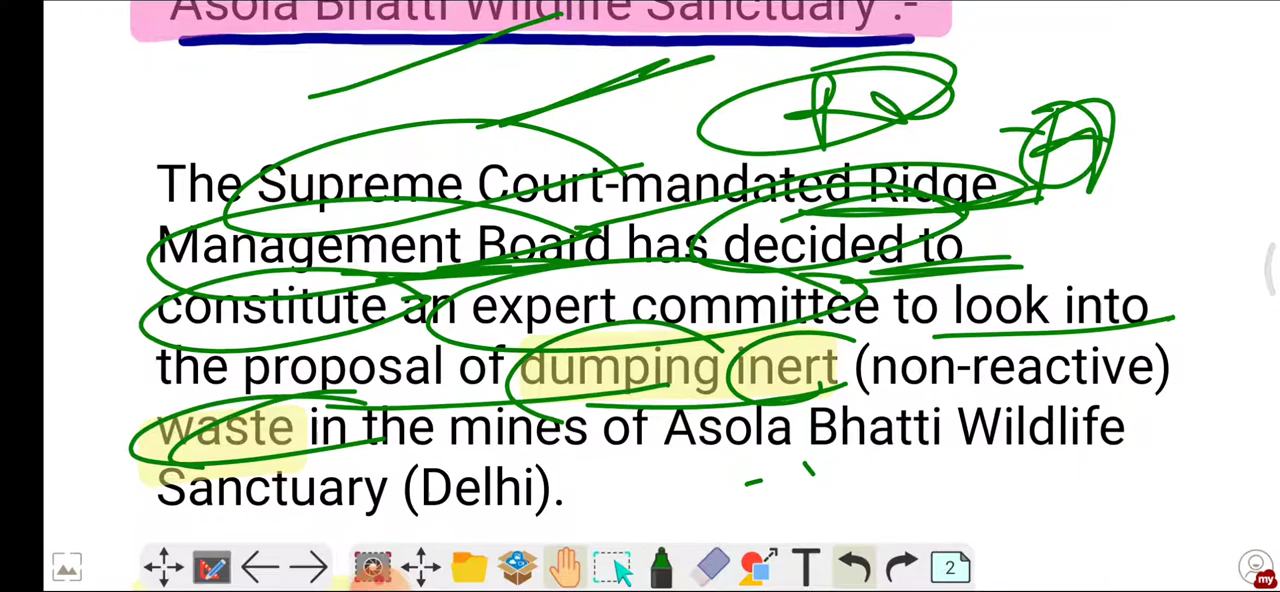 Asola Bhatti Wildlife Sanctuary :-
The Supreme Court-mandated Ridge
Management Board has decided to
constitute an expert committee to look into
the proposal of dumping inert (non-reactive)
waste in the mines of Asola Bhatti Wildlife
Sanctuary (Delhi).
T
2
my